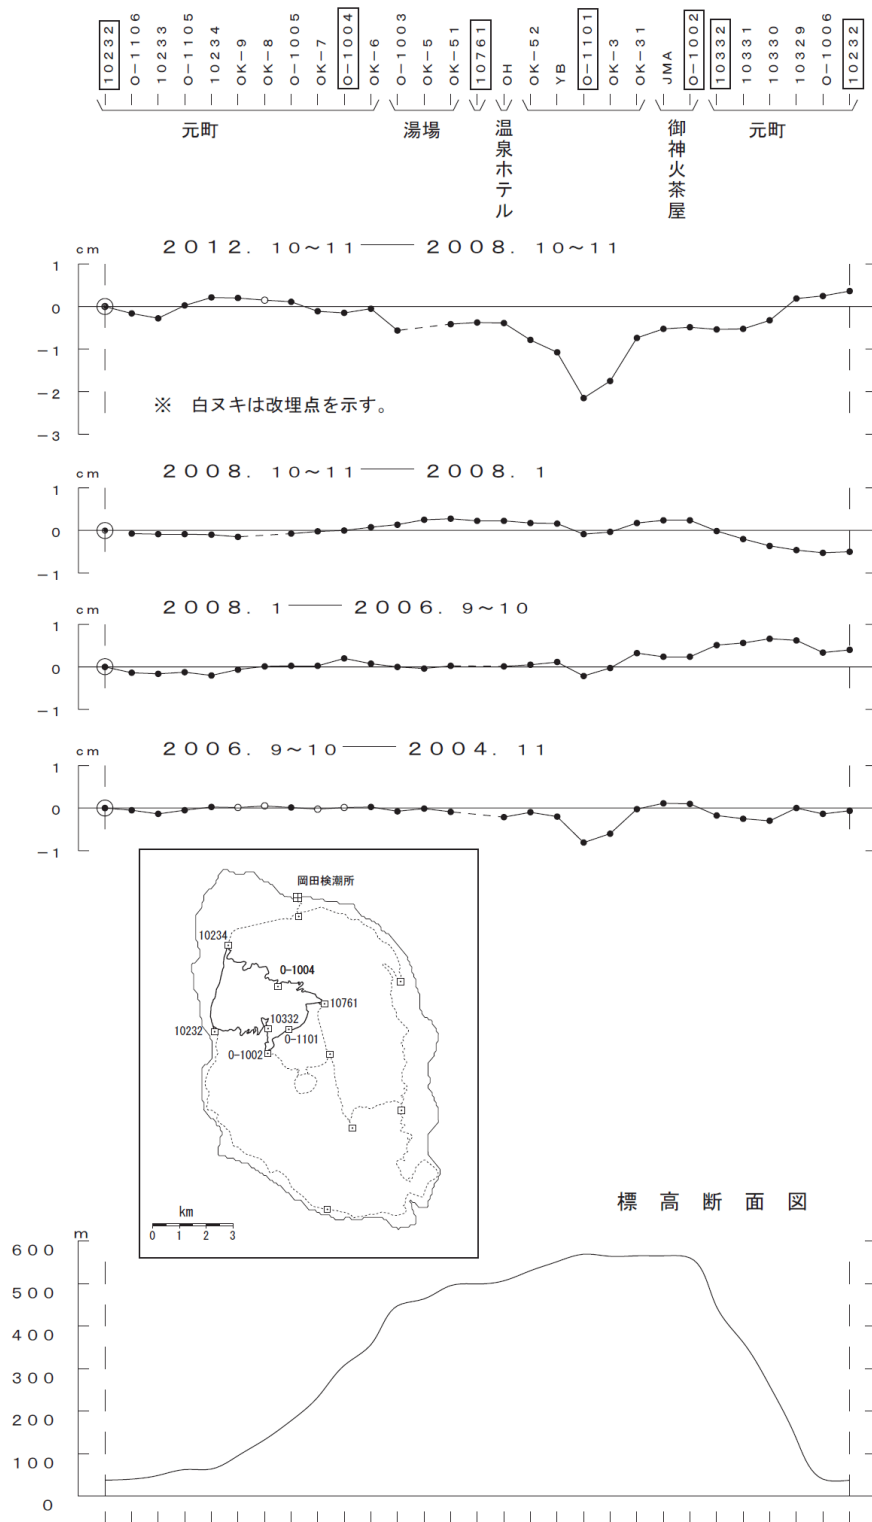 10232
O-1106
10233
O-1105
10234
OK-9
OK-8
O-1005
OK-7
O-1004
OK-6
O-1003
OK-5
OK-51
10761
OH
OK-52
YB
O-1101
OK-3
OK-31
JMA
O-1002
10332
10331
10330
10329
O-1006
10232
元町
湯場
温泉ホテル
御神火茶屋
元町
cm
2012. 10~11 —— 2008. 10~11
1
0
-1
-2
-3
※ 白ヌキは改埋点を示す。
cm
2008. 10~11 —— 2008. 1
1
0
-1
cm
2008. 1 —— 2006. 9~10
1
0
-1
cm
2006. 9~10 —— 2004. 11
1
0
-1
岡田検潮所
10234
O-1004
10761
10332
10232
O-1101
O-1002
km
0 1 2 3
標高断面図
m
600
500
400
300
200
100
0